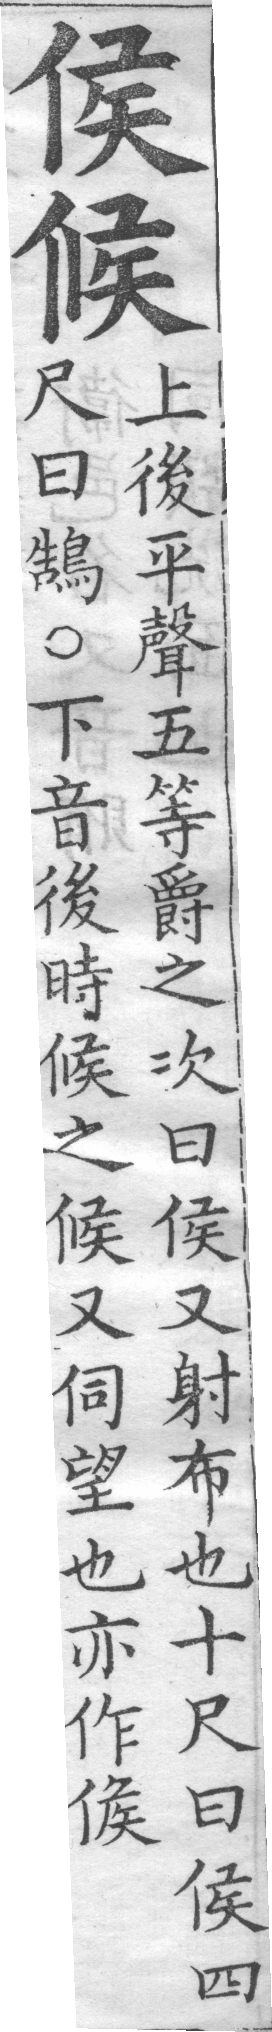 侯候
上後平聲五等爵之次曰侯又射布也十尺曰侯四
尺曰鵠○下音後時候之候又伺望也亦作𠋫